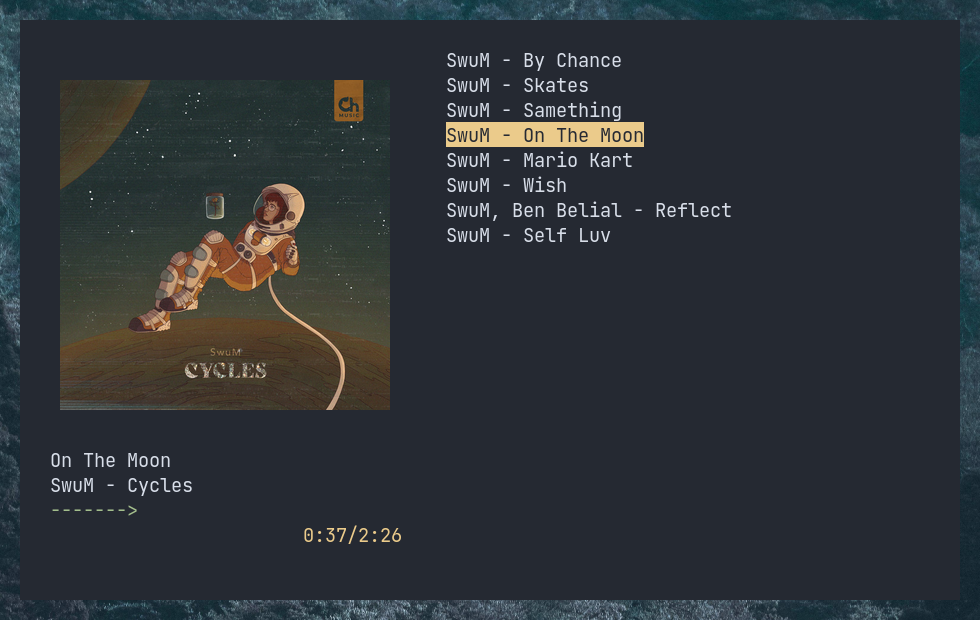 Ch
MUSIC
SwuM
CYCLES
On The Moon
SwuM - Cycles
------->
0:37/2:26
SwuM - By Chance
SwuM - Skates
SwuM - Samething
SwuM - On The Moon
SwuM - Mario Kart
SwuM - Wish
SwuM, Ben Belial - Reflect
SwuM - Self Luv